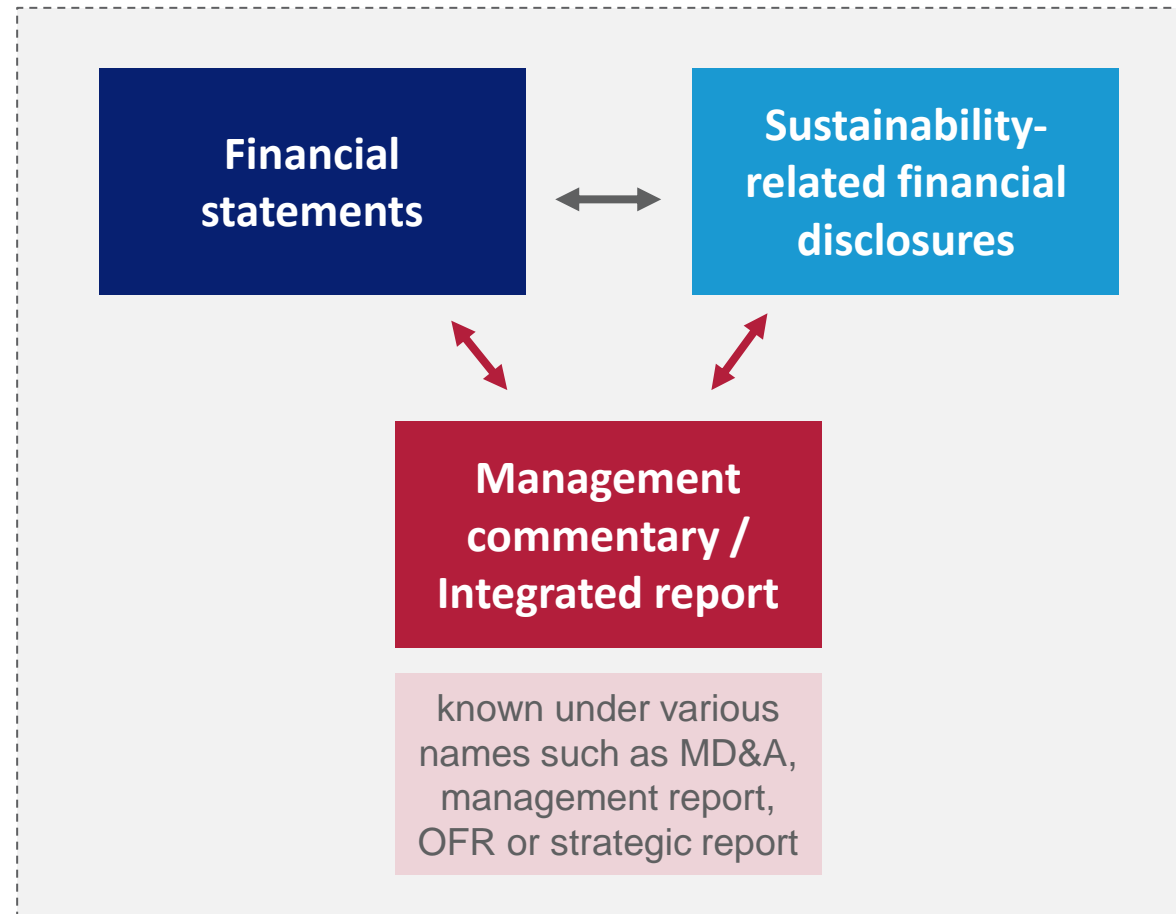 Financial
statements
Sustainability-
related financial
disclosures
Management
commentary /
Integrated report
known under various
names such as MD&A,
management report,
OFR or strategic report